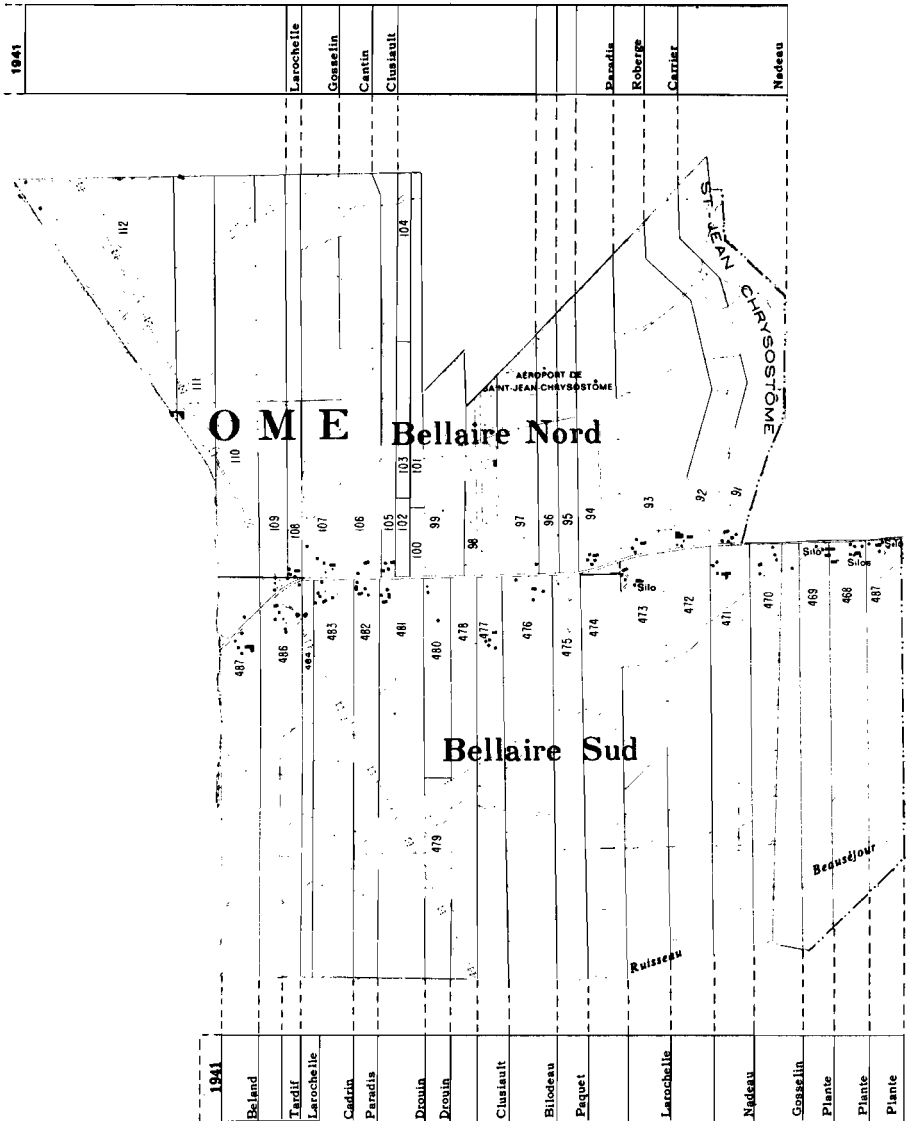 1941
Larochelle
Gosselin
Cantin
Clusiault
Paradis
Roberge
Carrier
Nadeau
ST-JEAN CHRYSOSTÔME
112
104
111
AÉROPORT DE
SAINT-JEAN-CHRYSOSTÔME
O M E
Bellaire Nord
110
103
101
109
108
107
106
105
102
100
99
98
97
96
95
94
93
92
91
Silo
Silos
Silo
Silo
487
486
484
483
482
481
480
478
477
476
475
474
473
472
471
470
469
468
487
Bellaire Sud
479
Beauséjour
Ruisseau
1941
Beland
Tardif
Larochelle
Cadrin
Paradis
Drouin
Drouin
Clusiault
Bilodeau
Paquet
Larochelle
Nadeau
Gosselin
Plante
Plante
Plante